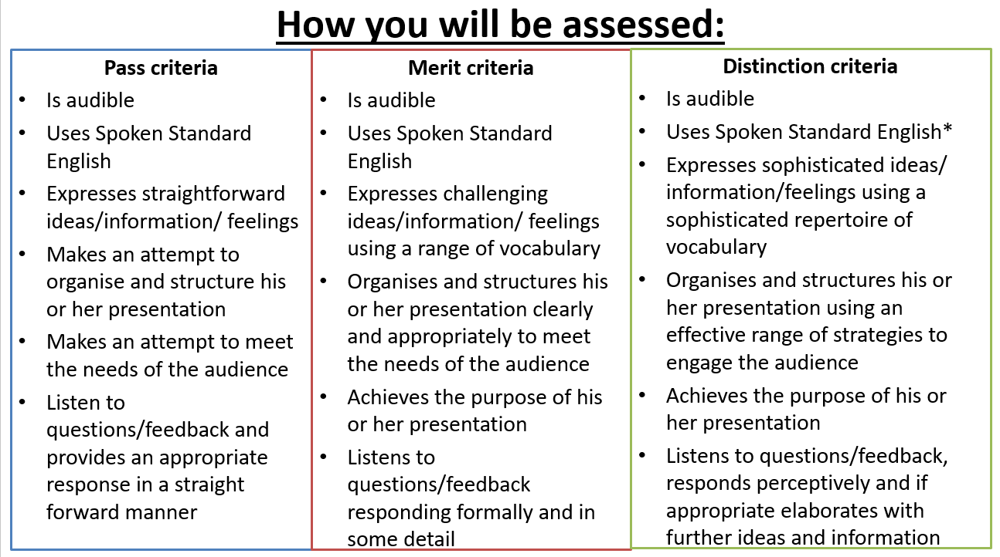 How you will be assessed:
Pass criteria
• Is audible
• Uses Spoken Standard
English
• Expresses straightforward
ideas/information/ feelings
• Makes an attempt to
organise and structure his
or her presentation
• Makes an attempt to meet
the needs of the audience
• Listen to
questions/feedback and
provides an appropriate
response in a straight
forward manner
Merit criteria
• Is audible
• Uses Spoken Standard
English
• Expresses challenging
ideas/information/ feelings
using a range of vocabulary
• Organises and structures his
or her presentation clearly
and appropriately to meet
the needs of the audience
• Achieves the purpose of his
or her presentation
• Listens to
questions/feedback
responding formally and in
some detail
Distinction criteria
• Is audible
• Uses Spoken Standard English*
• Expresses sophisticated ideas/
information/feelings using a
sophisticated repertoire of
vocabulary
• Organises and structures his or
her presentation using an
effective range of strategies to
engage the audience
• Achieves the purpose of his or
her presentation
• Listens to questions/feedback,
responds perceptively and if
appropriate elaborates with
further ideas and information